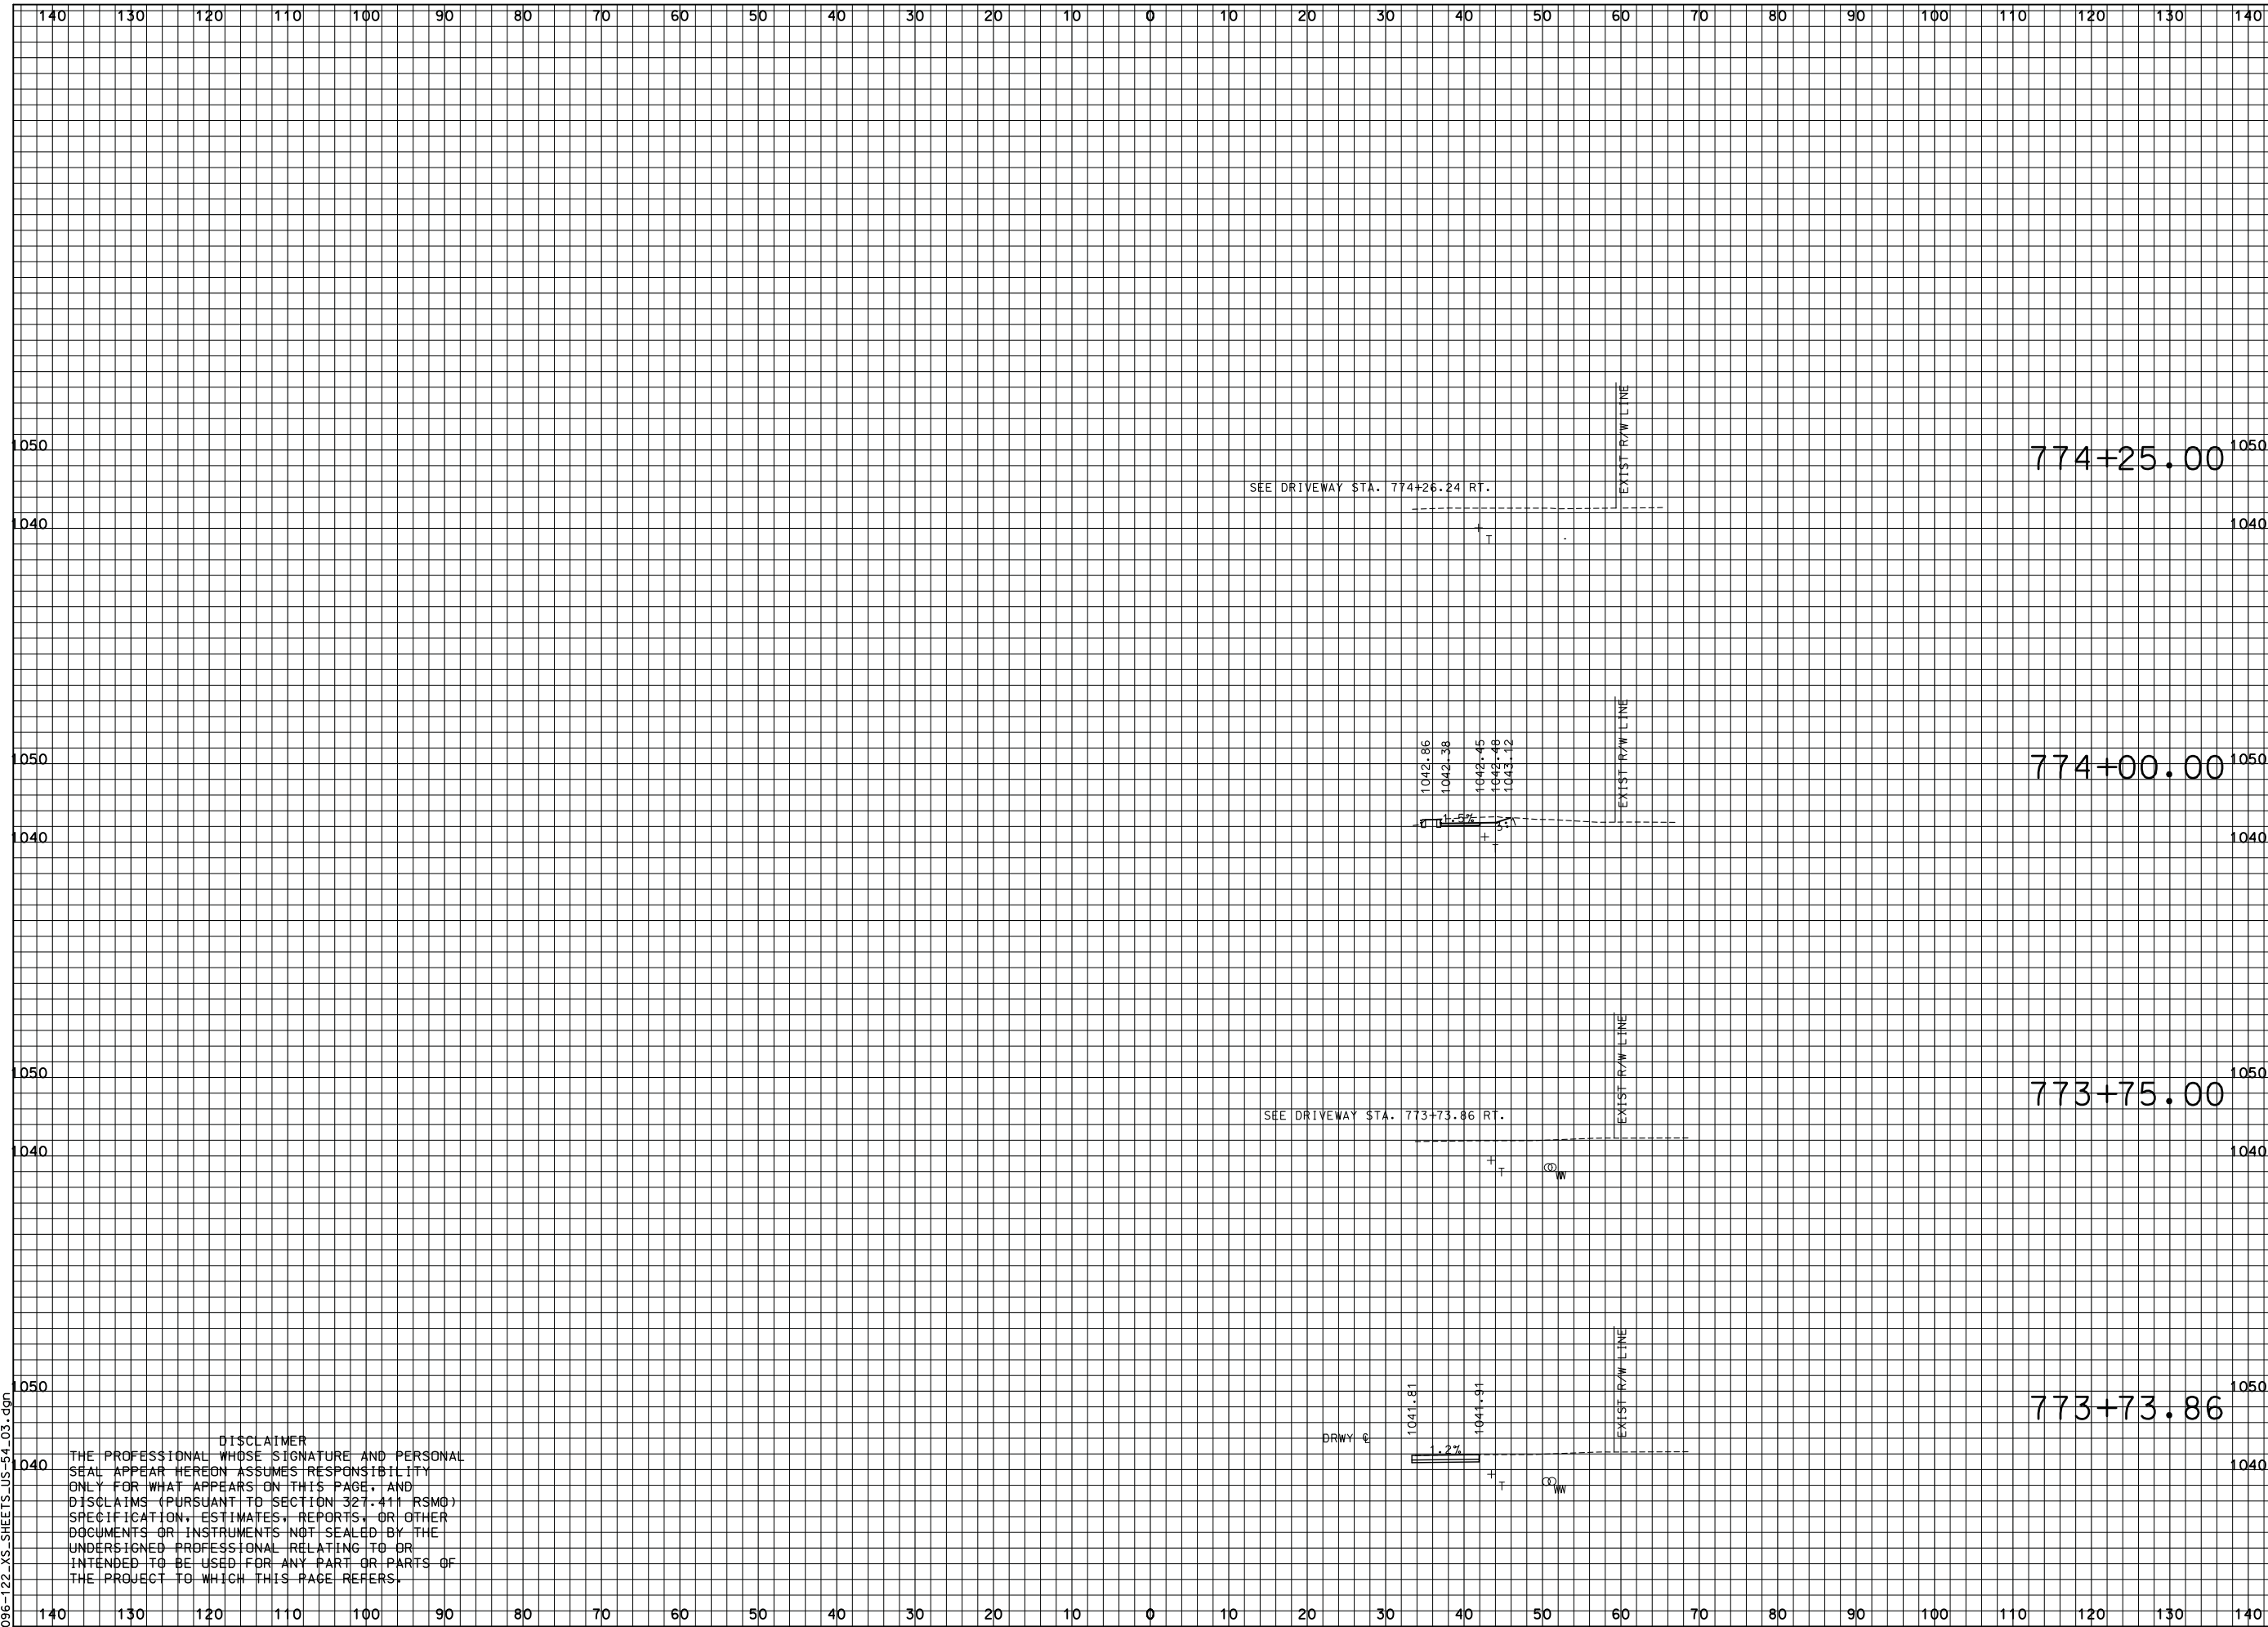 140 130 120 110 100 90 80 70 60 50 40 30 20 10 0 10 20 30 40 50 60 70 80 90 100 110 120 130 140
EXIST R/W LINE
1050 774+25.00 1050
SEE DRIVEWAY STA. 774+26.24 RT.
1040 1040
T
EXIST R/W LINE
1042.86 1042.38 1042.45 1042.48 1043.12
1050 774+00.00 1050
1.5%
3:1
1040 1040
T
EXIST R/W LINE
1050 773+75.00 1050
SEE DRIVEWAY STA. 773+73.86 RT.
1040 1040
T WW
EXIST R/W LINE
1041.81 1041.91
1050 773+73.86 1050
DRWY ℄
1.2%
1040 1040
T WW
DISCLAIMER
THE PROFESSIONAL WHOSE SIGNATURE AND PERSONAL
SEAL APPEAR HEREON ASSUMES RESPONSIBILITY
ONLY FOR WHAT APPEARS ON THIS PAGE, AND
DISCLAIMS (PURSUANT TO SECTION 327.411 RSMO)
SPECIFICATION, ESTIMATES, REPORTS, OR OTHER
DOCUMENTS OR INSTRUMENTS NOT SEALED BY THE
UNDERSIGNED PROFESSIONAL RELATING TO OR
INTENDED TO BE USED FOR ANY PART OR PARTS OF
THE PROJECT TO WHICH THIS PAGE REFERS.
096-122_XS_SHEETS_US-54_03.dgn
140 130 120 110 100 90 80 70 60 50 40 30 20 10 0 10 20 30 40 50 60 70 80 90 100 110 120 130 140